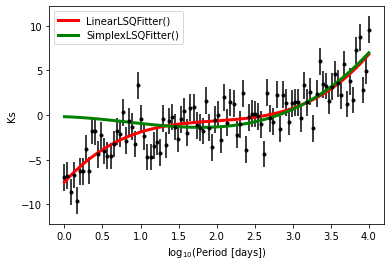 LinearLSQFitter()
SimplexLSQFitter()
10
5
0
−5
−10
Ks
0.0 0.5 1.0 1.5 2.0 2.5 3.0 3.5 4.0
log₁₀(Period [days])